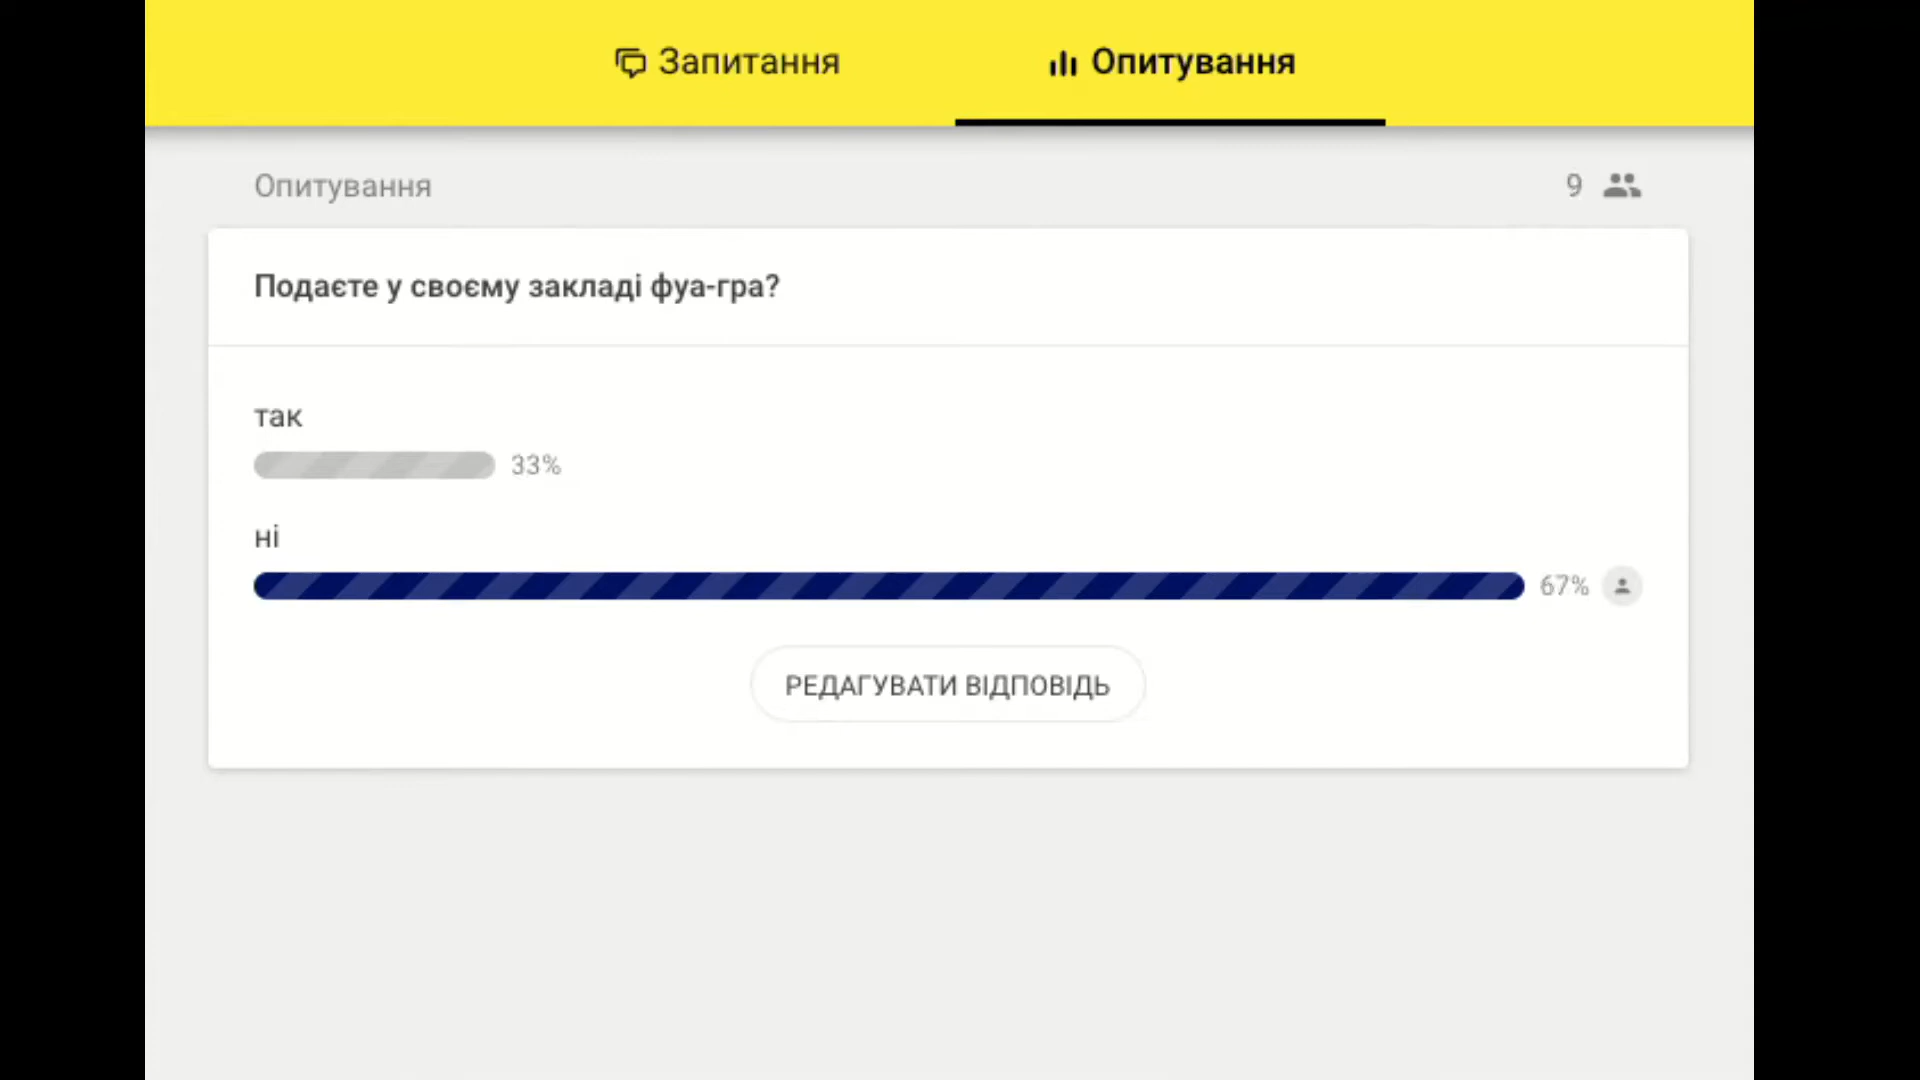 Запитання
Опитування
Опитування
9
Подаєте у своєму закладі фуа-гра?
так
33%
ні
67%
РЕДАГУВАТИ ВІДПОВІДЬ